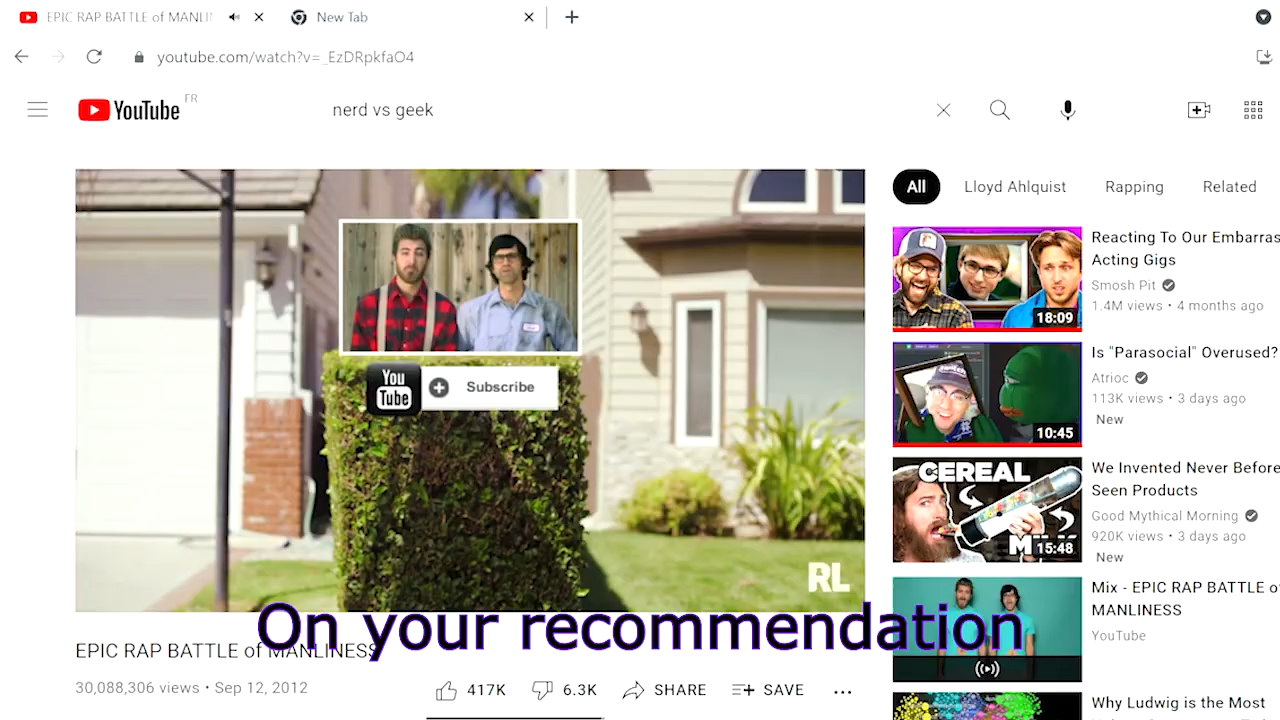 EPIC RAP BATTLE of MANLIN
New Tab
youtube.com/watch?v=_EzDRpkfaO4
YouTube FR
nerd vs geek
You
Tube
Subscribe
RL
On your recommendation
EPIC RAP BATTLE of MANLINESS
30,088,306 views • Sep 12, 2012
417K
6.3K
SHARE
SAVE
All
Lloyd Ahlquist
Rapping
Related
18:09
Reacting To Our Embarras
Acting Gigs
Smosh Pit
1.4M views • 4 months ago
10:45
Is "Parasocial" Overused?
Atrioc
113K views • 3 days ago
New
CEREAL
15:48
We Invented Never Before
Seen Products
Good Mythical Morning
920K views • 3 days ago
New
Mix - EPIC RAP BATTLE o
MANLINESS
YouTube
Why Ludwig is the Most